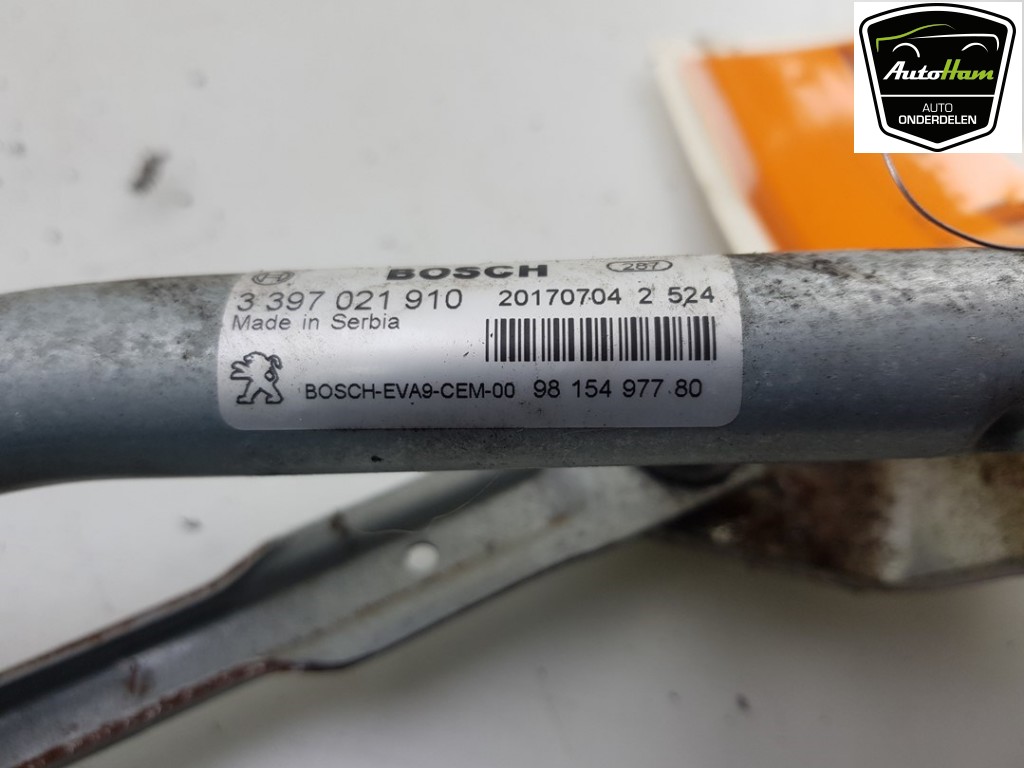 AutoHam
AUTO
ONDERDELEN
BOSCH 287
3 397 021 910 20170704 2 524
Made in Serbia
BOSCH-EVA9-CEM-00 98 154 977 80